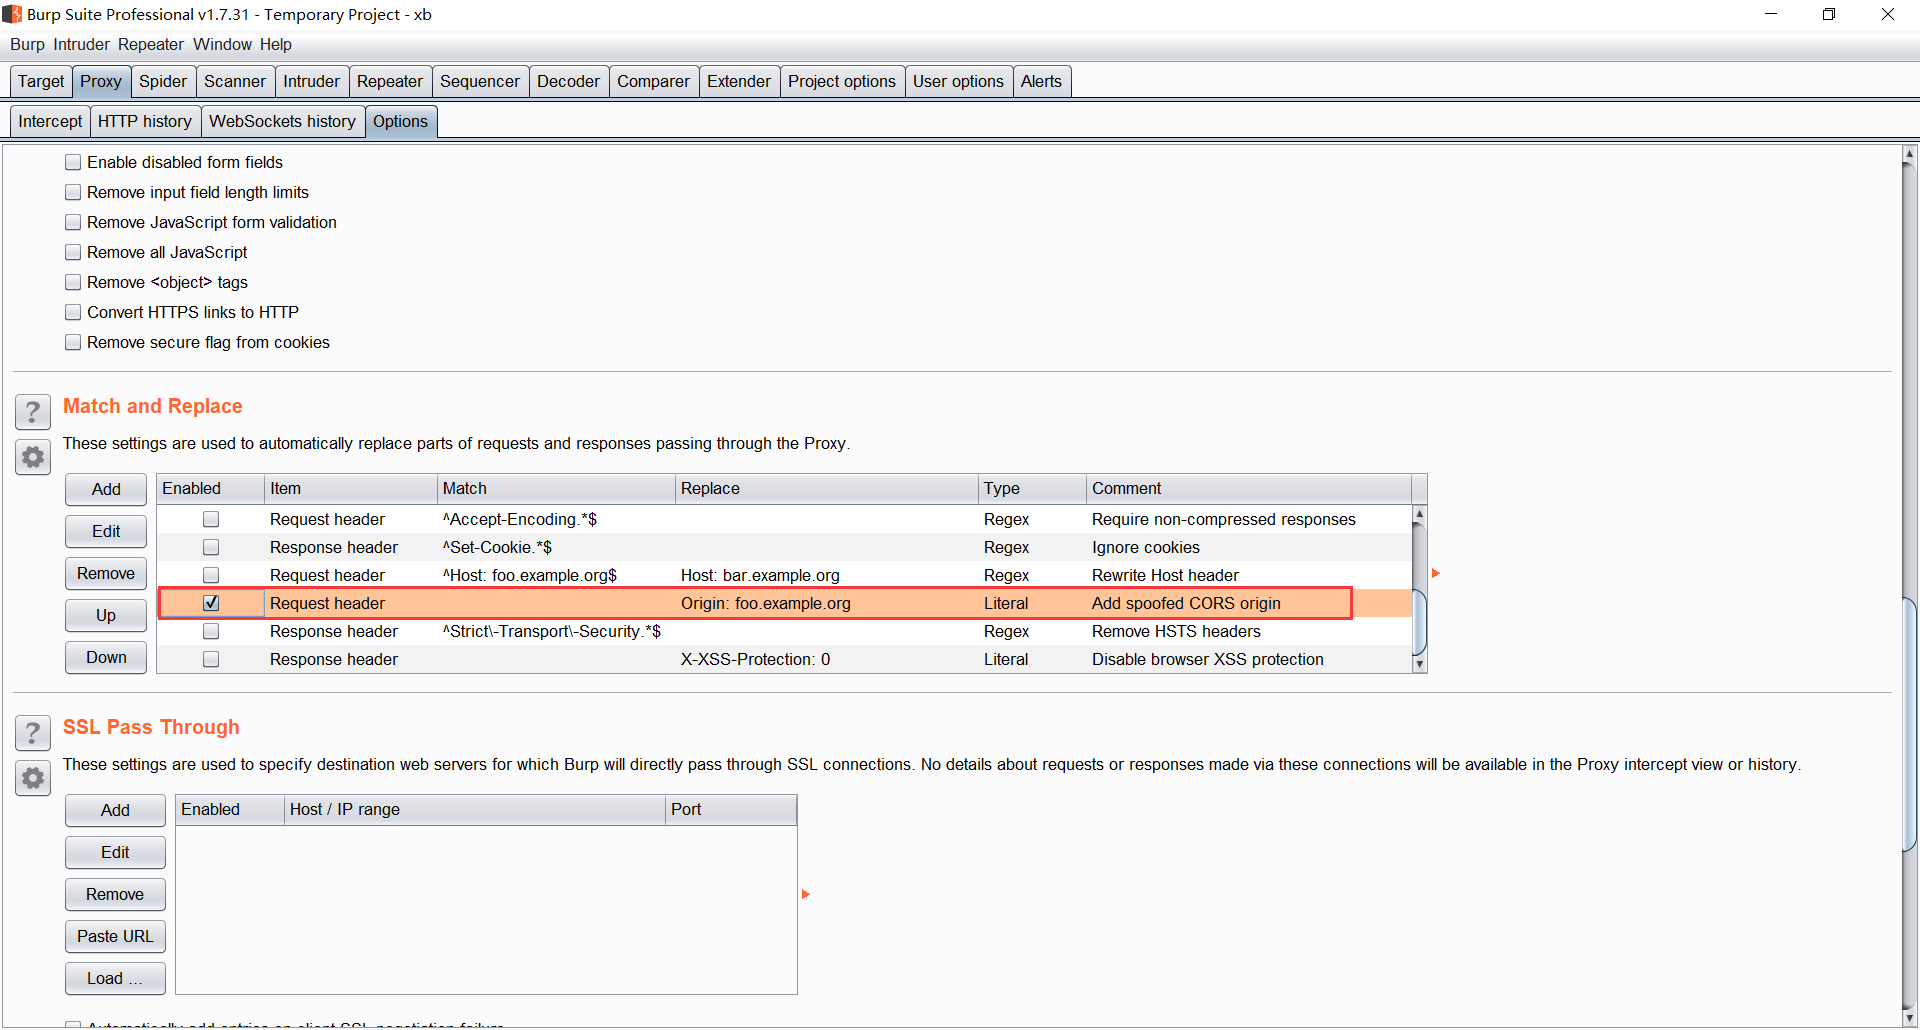 Burp Suite Professional v1.7.31 - Temporary Project - xb
Burp Intruder Repeater Window Help
Target Proxy Spider Scanner Intruder Repeater Sequencer Decoder Comparer Extender Project options User options Alerts
Intercept HTTP history WebSockets history Options
Enable disabled form fields
Remove input field length limits
Remove JavaScript form validation
Remove all JavaScript
Remove <object> tags
Convert HTTPS links to HTTP
Remove secure flag from cookies
? Match and Replace
These settings are used to automatically replace parts of requests and responses passing through the Proxy.
Add Enabled Item Match Replace Type Comment
Request header ^Accept-Encoding.*$ Regex Require non-compressed responses
Edit
Response header ^Set-Cookie.*$ Regex Ignore cookies
Remove Request header ^Host: foo.example.org$ Host: bar.example.org Regex Rewrite Host header
Request header Origin: foo.example.org Literal Add spoofed CORS origin
Up
Response header ^Strict\-Transport\-Security.*$ Regex Remove HSTS headers
Down Response header X-XSS-Protection: 0 Literal Disable browser XSS protection
? SSL Pass Through
These settings are used to specify destination web servers for which Burp will directly pass through SSL connections. No details about requests or responses made via these connections will be available in the Proxy intercept view or history.
Add Enabled Host / IP range Port
Edit
Remove
Paste URL
Load ...
Automatically add entries on client SSL negotiation failure